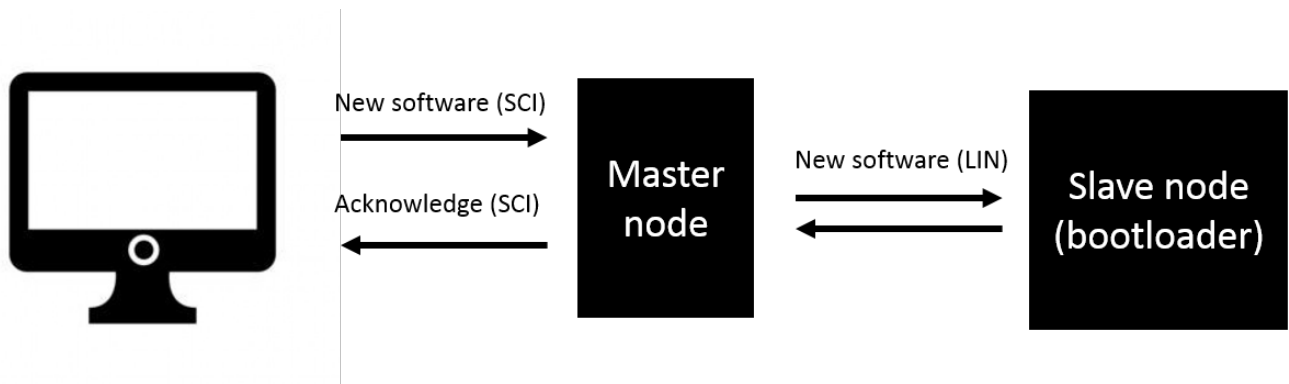 New software (SCI)
Acknowledge (SCI)
Master
node
New software (LIN)
Slave node
(bootloader)